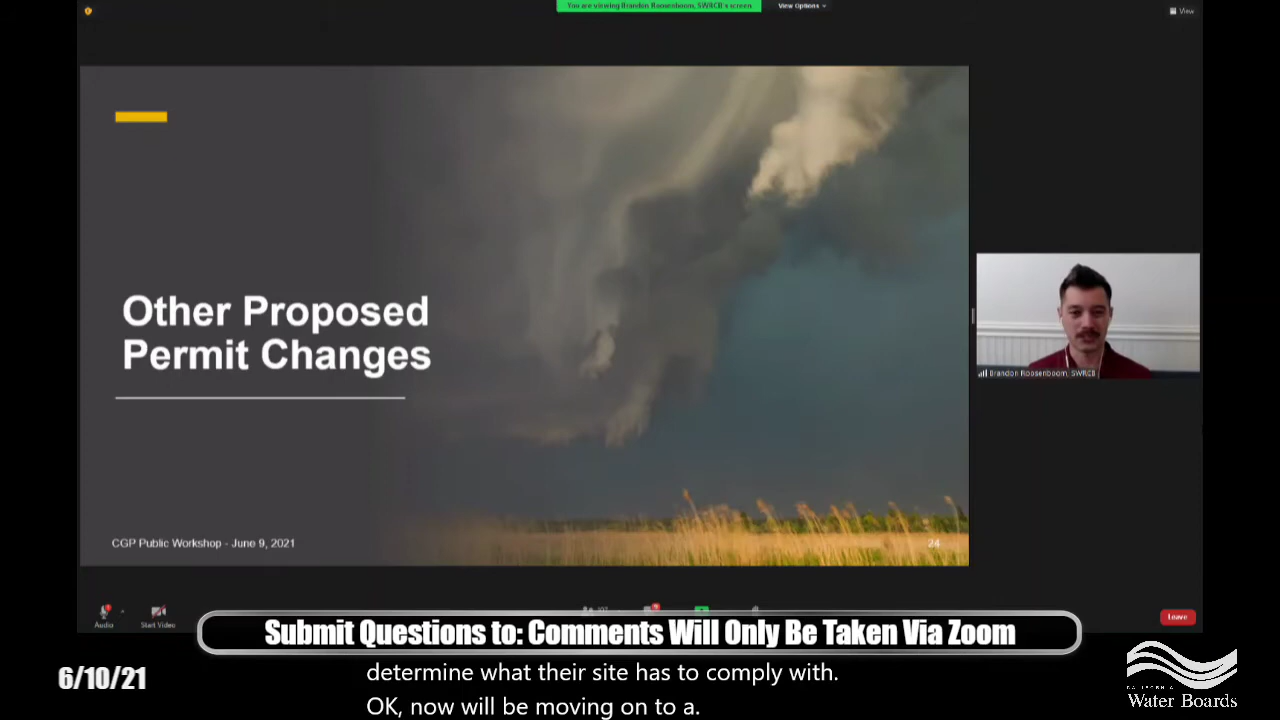 You are viewing Brandon Roosenboom, SWRCB's screen
View Options
View
Other Proposed
Permit Changes
Brandon Roosenboom, SWRCB
CGP Public Workshop - June 9, 2021
24
Audio
Start Video
Leave
Submit Questions to: Comments Will Only Be Taken Via Zoom
6/10/21
determine what their site has to comply with.
OK, now will be moving on to a.
CALIFORNIA
Water Boards